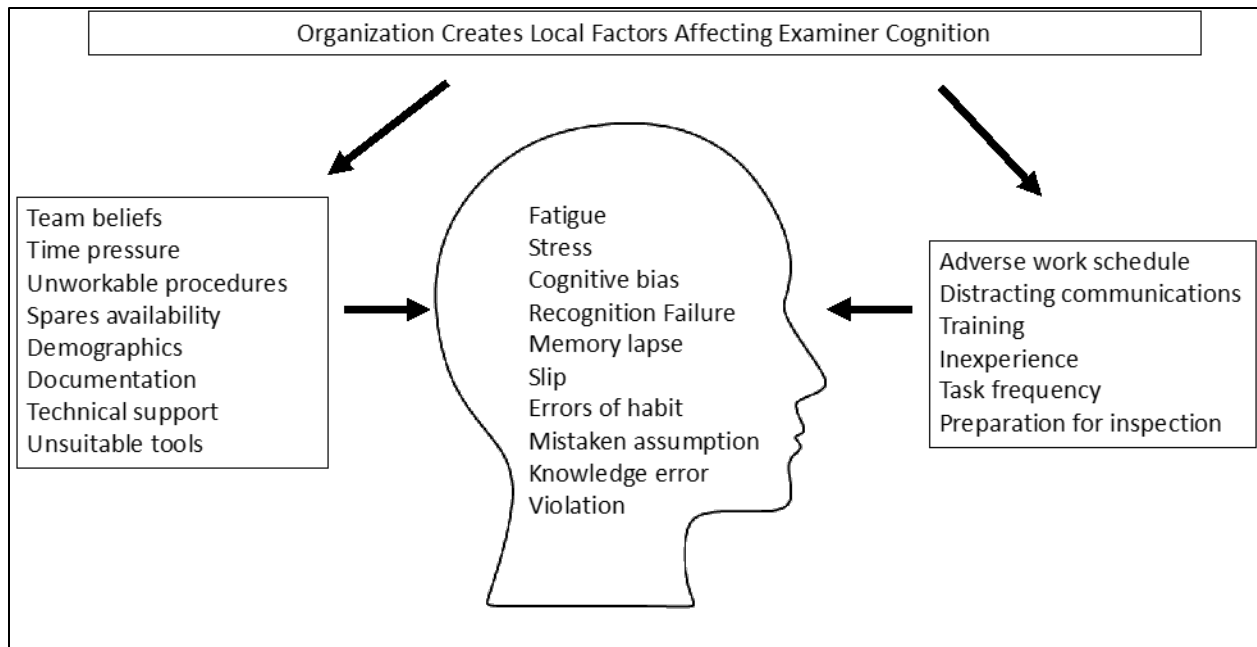 Organization Creates Local Factors Affecting Examiner Cognition
Team beliefs
Time pressure
Unworkable procedures
Spares availability
Demographics
Documentation
Technical support
Unsuitable tools
Fatigue
Stress
Cognitive bias
Recognition Failure
Memory lapse
Slip
Errors of habit
Mistaken assumption
Knowledge error
Violation
Adverse work schedule
Distracting communications
Training
Inexperience
Task frequency
Preparation for inspection